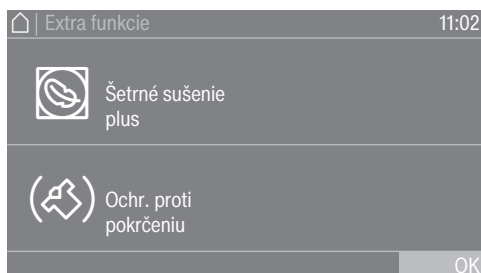 Extra funkcie 11:02
Šetrné sušenie
plus
Ochr. proti
pokrčeniu
OK